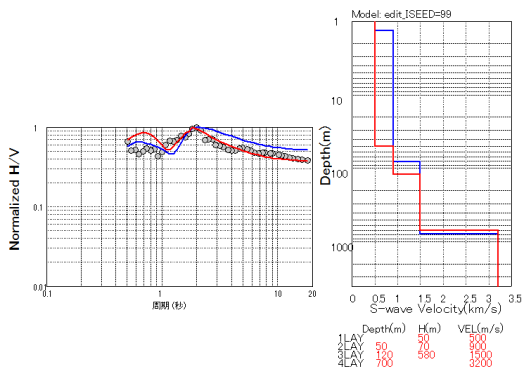 Model: edit_ISEED=99
1
10
100
1000
Depth(m)
0 0.5 1 1.5 2 2.5 3 3.5
S-wave Velocity(km/s)
Normalized H/V
1
0.1
0.01
0.1 1 10 20
周期(秒)
Depth(m) H(m) VEL(m/s)
1LAY 50 500
2LAY 50 70 900
3LAY 120 580 1500
4LAY 700 3200